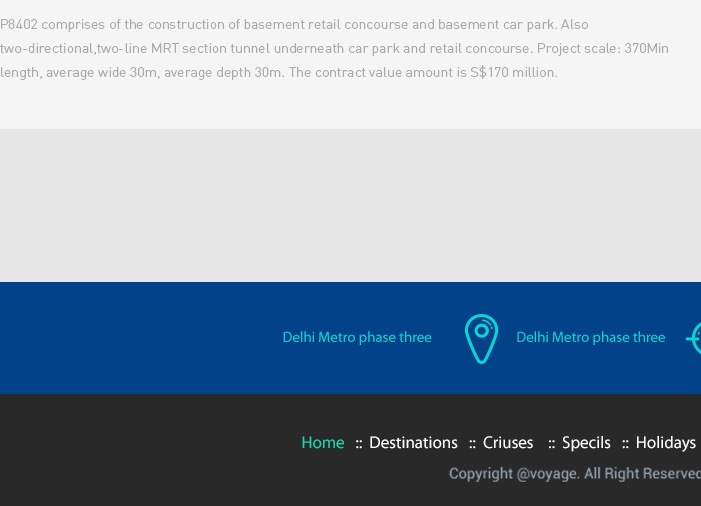 P8402 comprises of the construction of basement retail concourse and basement car park. Also
two-directional,two-line MRT section tunnel underneath car park and retail concourse. Project scale: 370Min
length, average wide 30m, average depth 30m. The contract value amount is S$170 million.
Delhi Metro phase three Delhi Metro phase three
Home :: Destinations :: Criuses :: Specils :: Holidays
Copyright @voyage. All Right Reserved